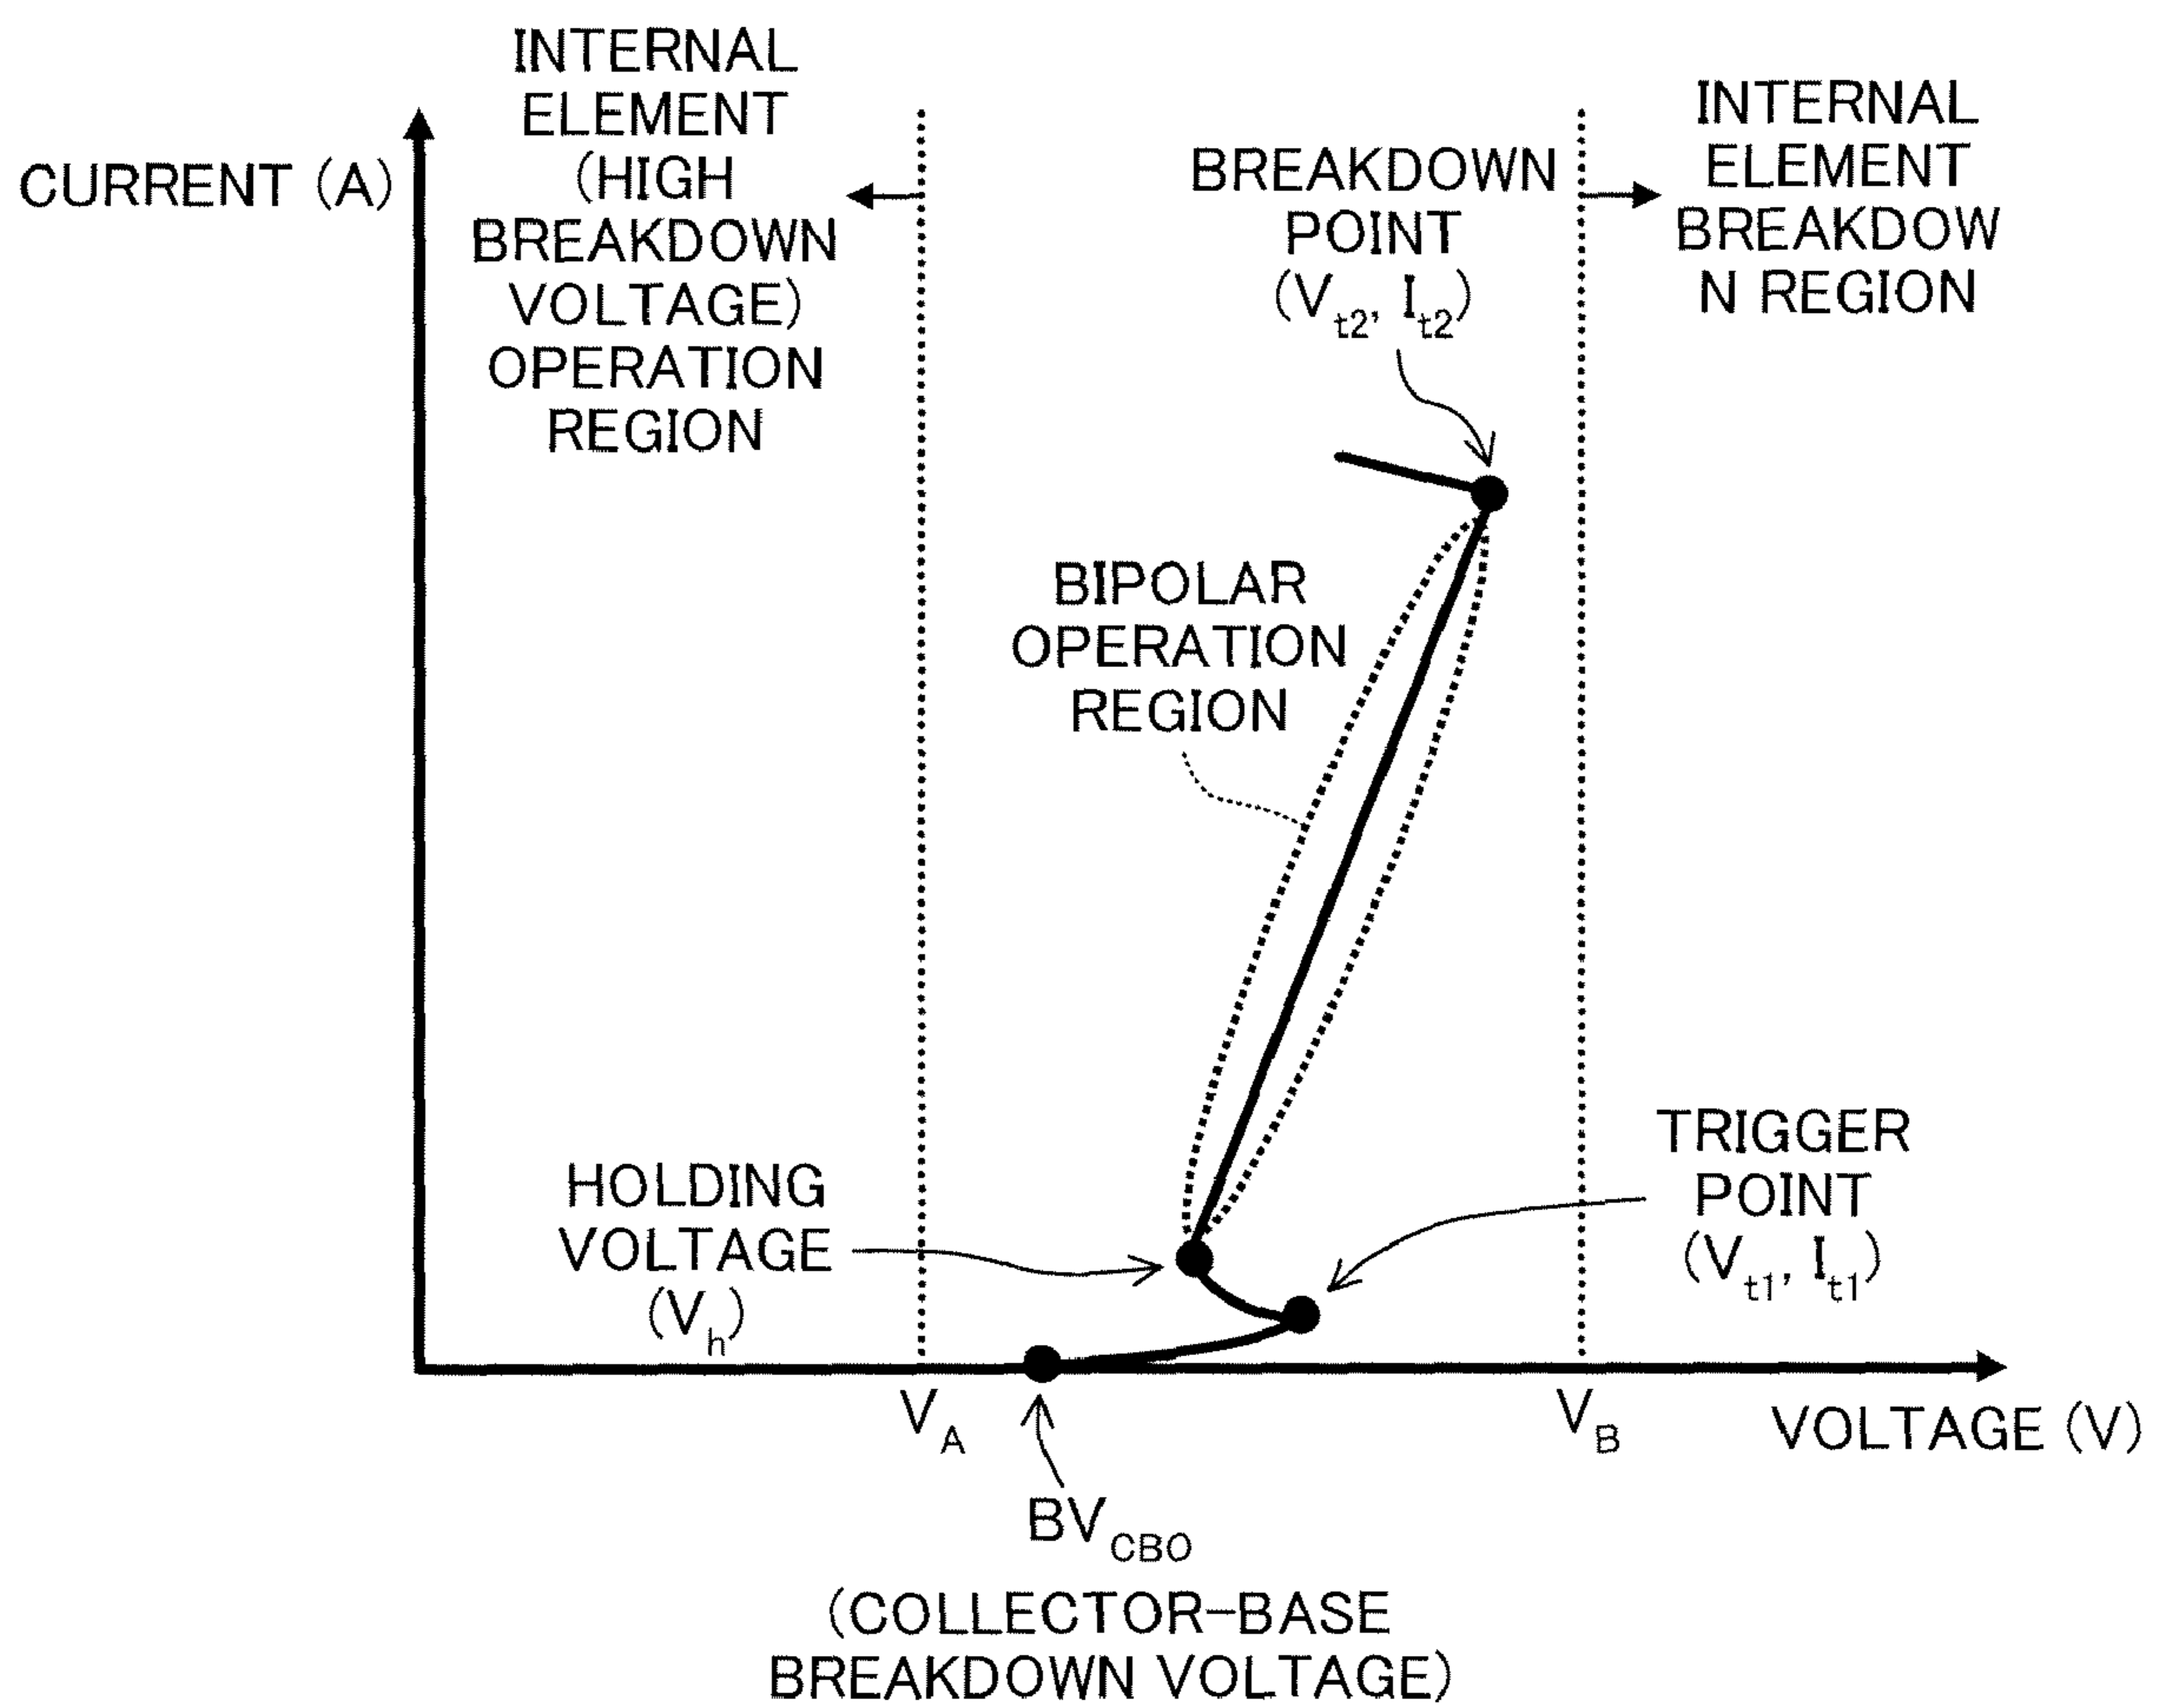 INTERNAL
ELEMENT
(HIGH
BREAKDOWN
VOLTAGE)
OPERATION
REGION
CURRENT (A)
BREAKDOWN
POINT
(Vt2, It2)
INTERNAL
ELEMENT
BREAKDOW
N REGION
BIPOLAR
OPERATION
REGION
HOLDING
VOLTAGE
(Vh)
TRIGGER
POINT
(Vt1, It1)
VA
VB
VOLTAGE (V)
BVCBO
(COLLECTOR-BASE
BREAKDOWN VOLTAGE)